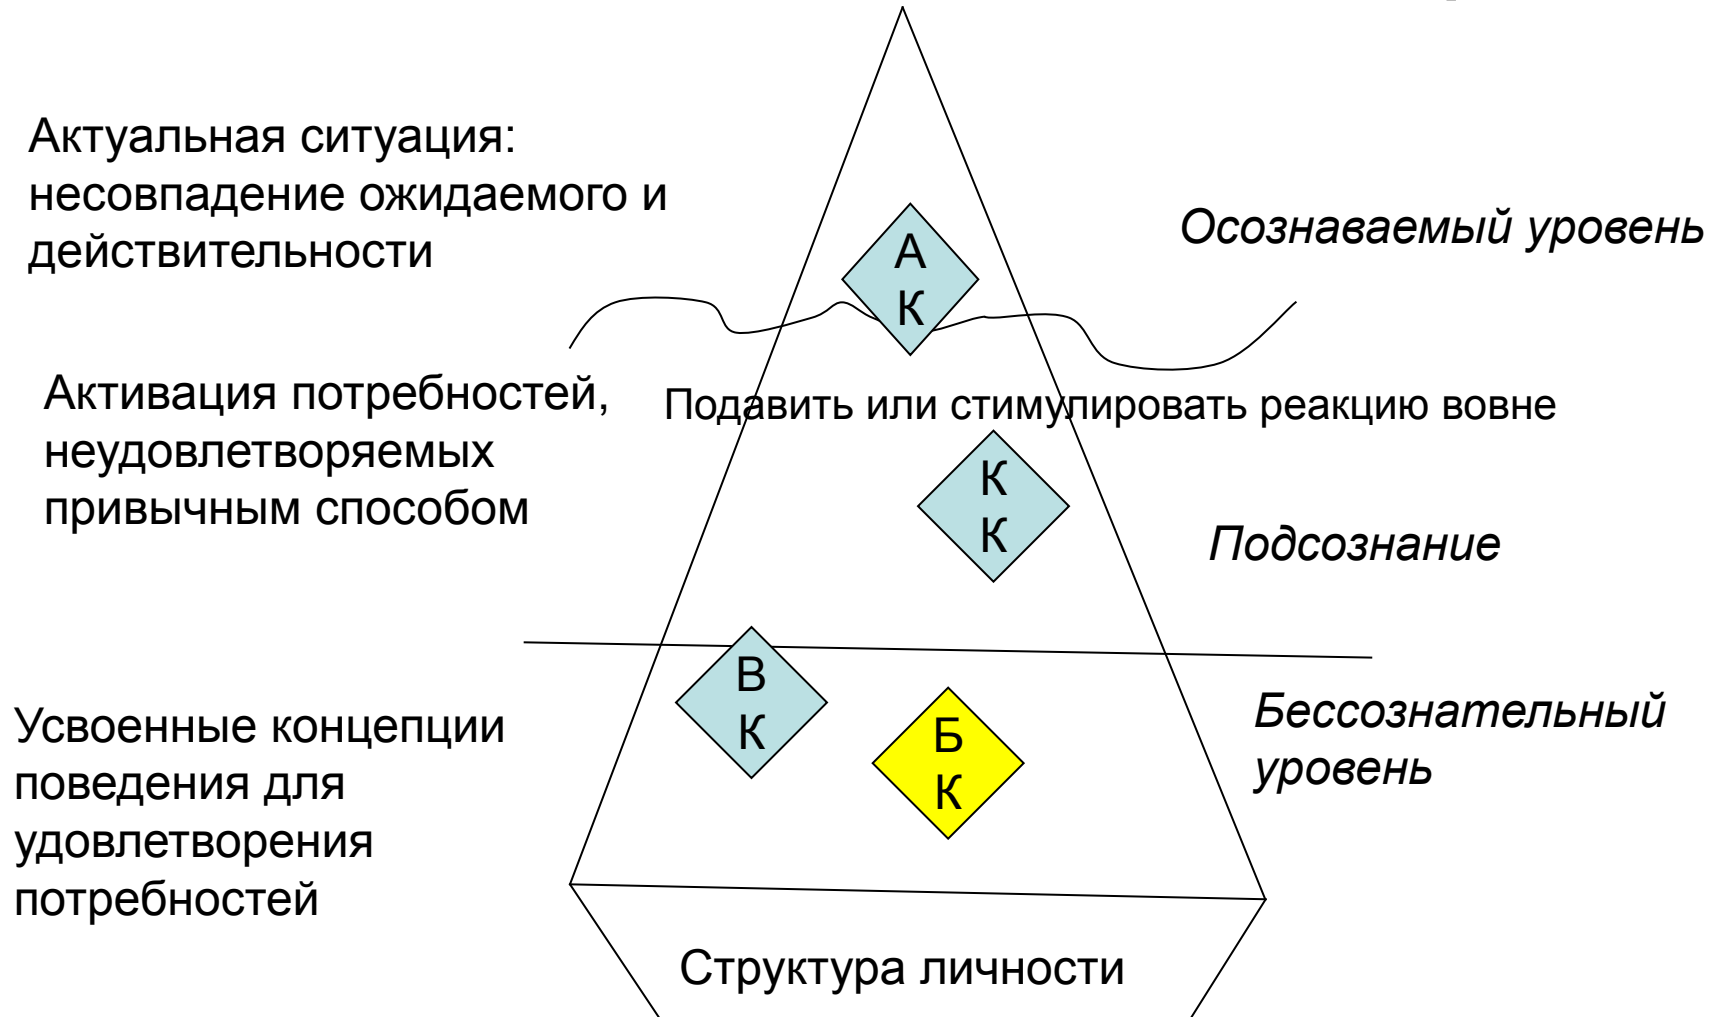 Актуальная ситуация:
несовпадение ожидаемого и
действительности
Осознаваемый уровень
А
К
Активация потребностей,
неудовлетворяемых
привычным способом
Подавить или стимулировать реакцию вовне
К
К
Подсознание
В
К
Б
К
Усвоенные концепции
поведения для
удовлетворения
потребностей
Бессознательный
уровень
Структура личности